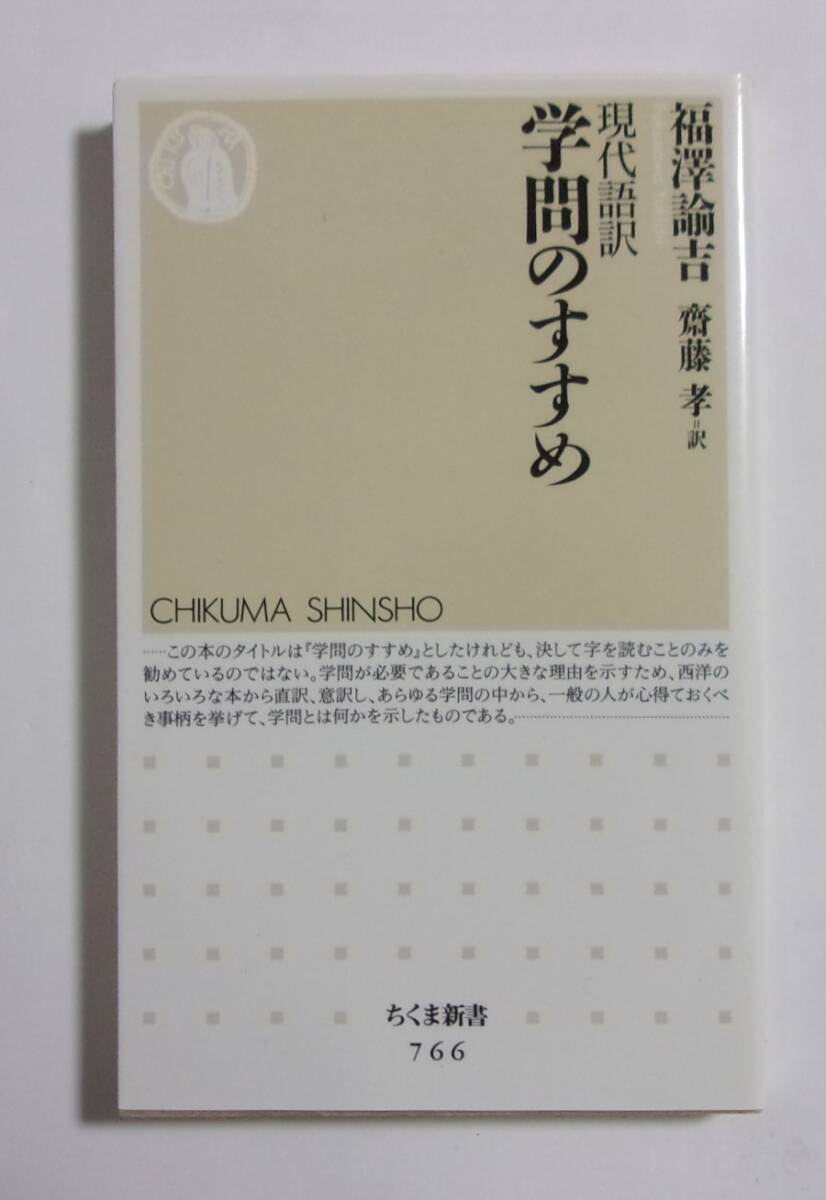 福澤諭吉 齋藤 孝=訳
現代語訳
学問のすすめ
CHIKUMA SHINSHO
……この本のタイトルは『学問のすすめ』としたけれども、決して字を読むことのみを
勧めているのではない。学問が必要であることの大きな理由を示すため、西洋の
いろいろな本から直訳、意訳し、あらゆる学問の中から、一般の人が心得ておくべ
き事柄を挙げて、学問とは何かを示したものである。……………………………………
ちくま新書
766